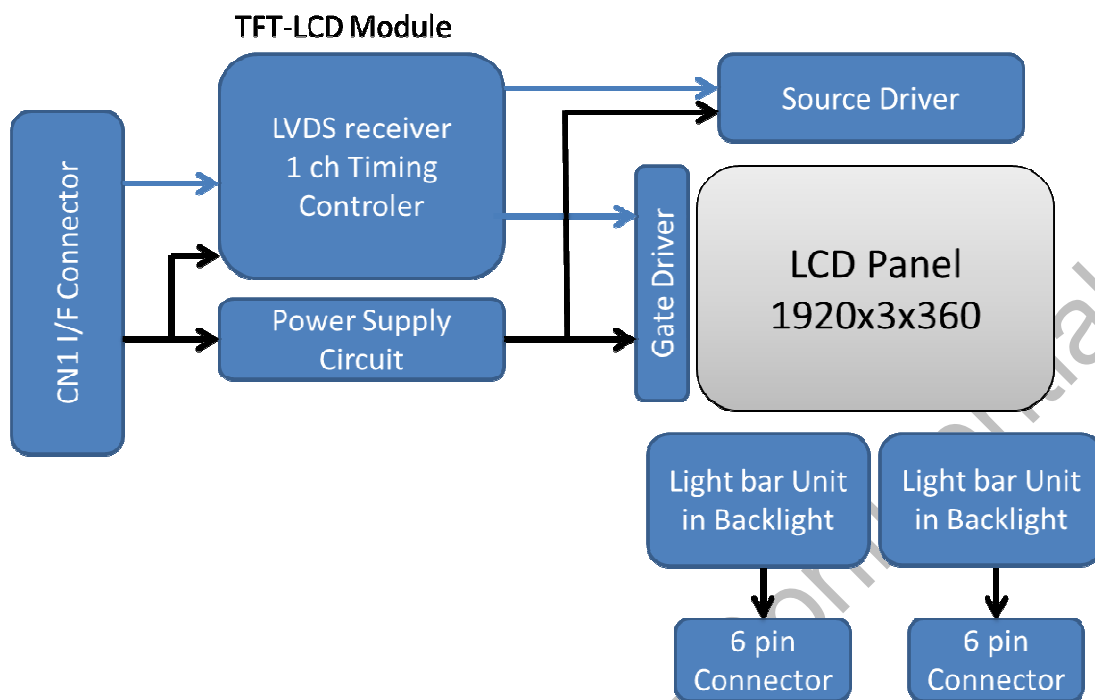 TFT-LCD Module
CN1 I/F Connector
LVDS receiver
1 ch Timing
Controler
Power Supply
Circuit
Source Driver
Gate Driver
LCD Panel
1920x3x360
Light bar Unit
in Backlight
Light bar Unit
in Backlight
6 pin
Connector
6 pin
Connector